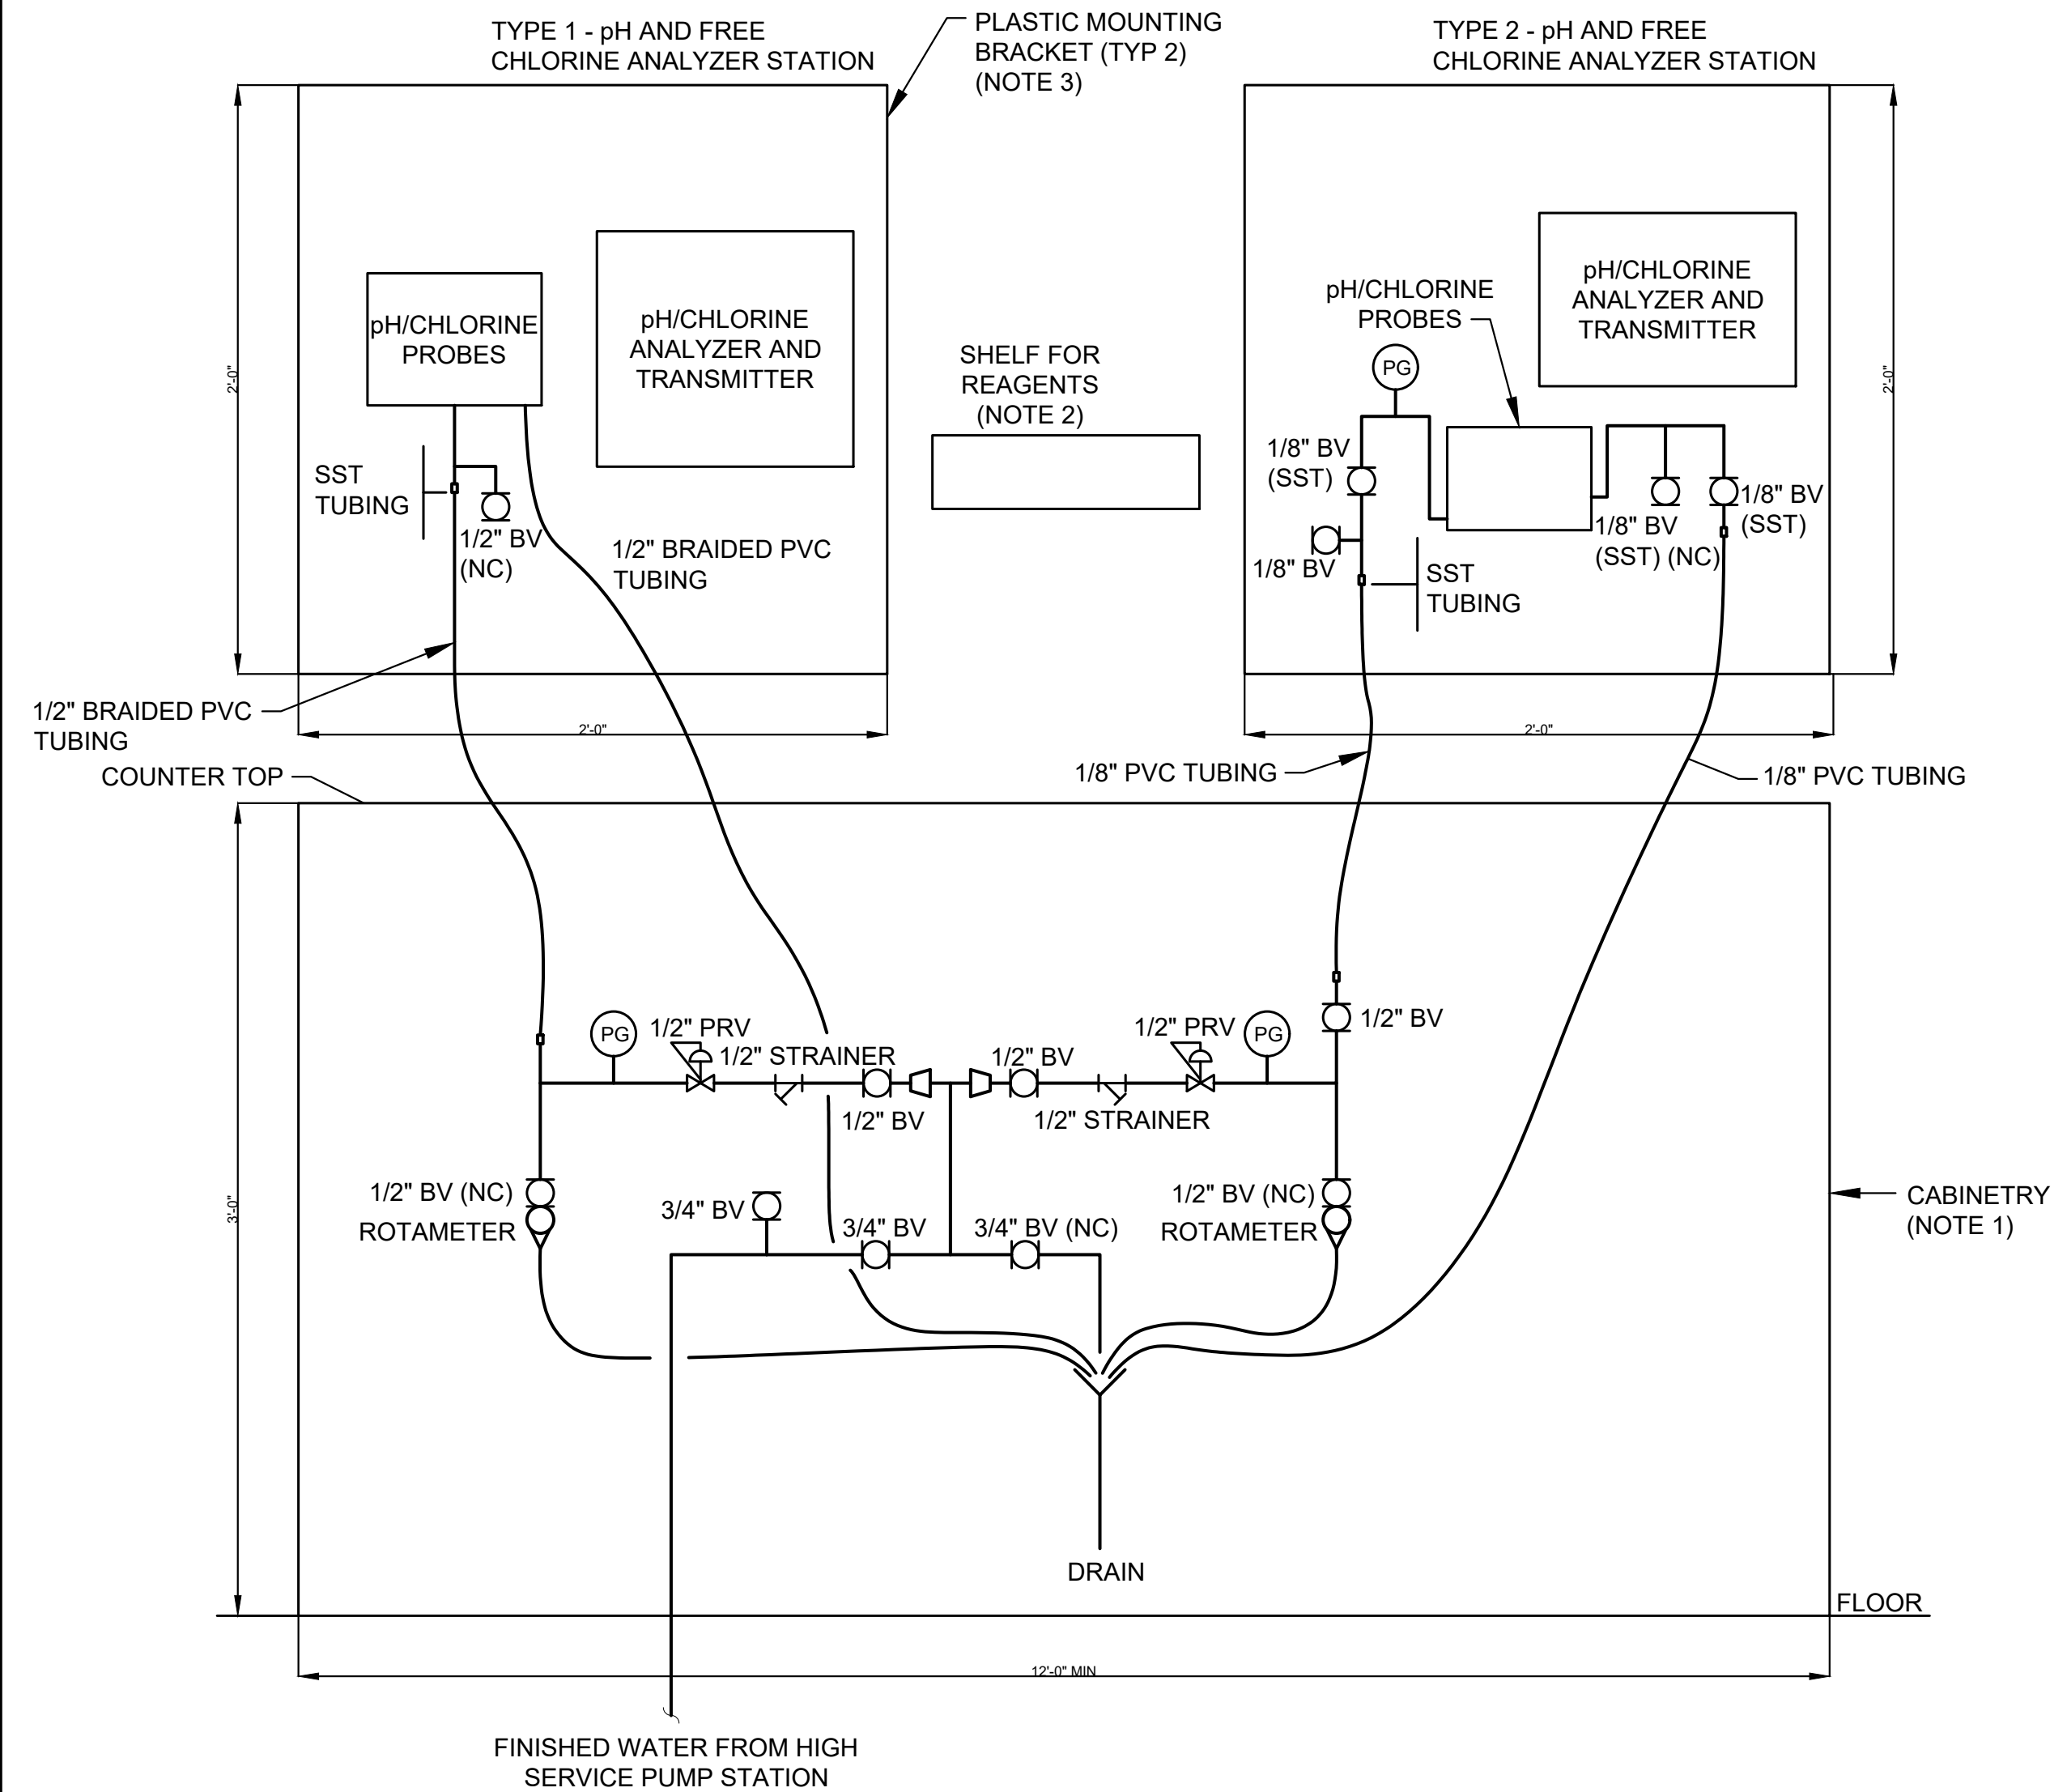 TYPE 1 - pH AND FREE
CHLORINE ANALYZER STATION
PLASTIC MOUNTING
BRACKET (TYP 2)
(NOTE 3)
TYPE 2 - pH AND FREE
CHLORINE ANALYZER STATION
2'-0"
pH/CHLORINE
PROBES
pH/CHLORINE
ANALYZER AND
TRANSMITTER
SST
TUBING
1/2" BV
(NC)
1/2" BRAIDED PVC
TUBING
SHELF FOR
REAGENTS
(NOTE 2)
pH/CHLORINE
PROBES
pH/CHLORINE
ANALYZER AND
TRANSMITTER
PG
1/8" BV
(SST)
1/8" BV
1/8" BV
(SST) (NC)
1/8" BV
(SST)
SST
TUBING
2'-0"
1/2" BRAIDED PVC
TUBING
2'-0"
2'-0"
COUNTER TOP
1/8" PVC TUBING
1/8" PVC TUBING
PG
1/2" PRV
1/2" STRAINER
1/2" BV
1/2" BV
1/2" STRAINER
1/2" PRV
PG
1/2" BV
3'-0"
1/2" BV (NC)
ROTAMETER
3/4" BV
3/4" BV
3/4" BV (NC)
1/2" BV (NC)
ROTAMETER
CABINETRY
(NOTE 1)
DRAIN
FLOOR
12'-0" MIN
FINISHED WATER FROM HIGH
SERVICE PUMP STATION